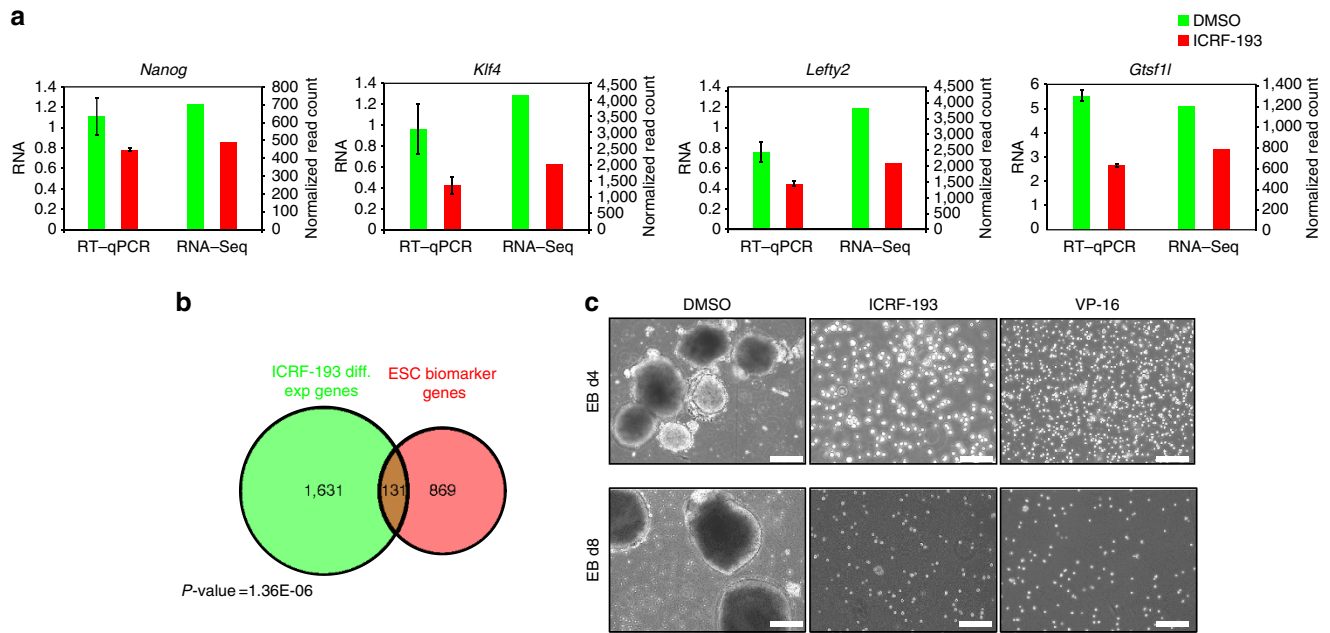 a
DMSO
ICRF-193
Nanog
1.4
1.2
1
0.8
0.6
0.4
0.2
0
RNA
800
700
600
500
400
300
200
100
0
Normalized read count
RT–qPCR
RNA–Seq
Klf4
1.4
1.2
1
0.8
0.6
0.4
0.2
0
RNA
4,500
4,000
3,500
3,000
2,500
2,000
1,500
1,000
500
0
Normalized read count
RT–qPCR
RNA–Seq
Lefty2
1.4
1.2
1
0.8
0.6
0.4
0.2
0
RNA
4,500
4,000
3,500
3,000
2,500
2,000
1,500
1,000
500
0
Normalized read count
RT–qPCR
RNA–Seq
Gtsf1l
6
5
4
3
2
1
0
RNA
1,400
1,200
1,000
800
600
400
200
0
Normalized read count
RT–qPCR
RNA–Seq
b
ICRF-193 diff.
exp genes
ESC biomarker
genes
1,631
131
869
P-value =1.36E-06
c
DMSO
ICRF-193
VP-16
EB d4
EB d8